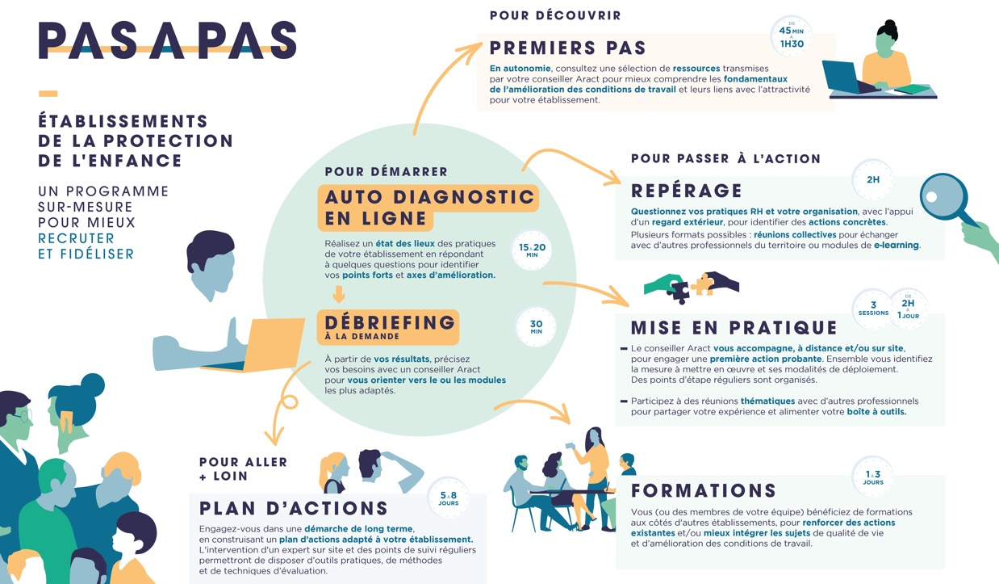 PAS A PAS
ÉTABLISSEMENTS
DE LA PROTECTION
DE L'ENFANCE
UN PROGRAMME
SUR-MESURE
POUR MIEUX
RECRUTER
ET FIDÉLISER
POUR DÉCOUVRIR
PREMIERS PAS
DE
45 MIN
À
1H30
En autonomie, consultez une sélection de ressources transmises
par votre conseiller Aract pour mieux comprendre les fondamentaux
de l'amélioration des conditions de travail et leurs liens avec l'attractivité
pour votre établissement.
POUR DÉMARRER
AUTO DIAGNOSTIC
EN LIGNE
Réalisez un état des lieux des pratiques
de votre établissement en répondant
à quelques questions pour identifier
vos points forts et axes d'amélioration.
15 À 20
MIN
DÉBRIEFING
À LA DEMANDE
30
MIN
À partir de vos résultats, précisez
vos besoins avec un conseiller Aract
pour vous orienter vers le ou les modules
les plus adaptés.
POUR PASSER À L'ACTION
REPÉRAGE
2H
Questionnez vos pratiques RH et votre organisation, avec l'appui
d'un regard extérieur, pour identifier des actions concrètes.
Plusieurs formats possibles : réunions collectives pour échanger
avec d'autres professionnels du territoire ou modules de e-learning.
MISE EN PRATIQUE
3
SESSIONS
DE
2H
À
1 JOUR
– Le conseiller Aract vous accompagne, à distance et/ou sur site,
pour engager une première action probante. Ensemble vous identifiez
la mesure à mettre en œuvre et ses modalités de déploiement.
Des points d'étape réguliers sont organisés.
– Participez à des réunions thématiques avec d'autres professionnels
pour partager votre expérience et alimenter votre boîte à outils.
FORMATIONS
1 À 3
JOURS
Vous (ou des membres de votre équipe) bénéficiez de formations
aux côtés d'autres établissements, pour renforcer des actions
existantes et/ou mieux intégrer les sujets de qualité de vie
et d'amélioration des conditions de travail.
POUR ALLER
+ LOIN
PLAN D'ACTIONS
5 À 8
JOURS
Engagez-vous dans une démarche de long terme,
en construisant un plan d'actions adapté à votre établissement.
L'intervention d'un expert sur site et des points de suivi réguliers
permettront de disposer d'outils pratiques, de méthodes
et de techniques d'évaluation.